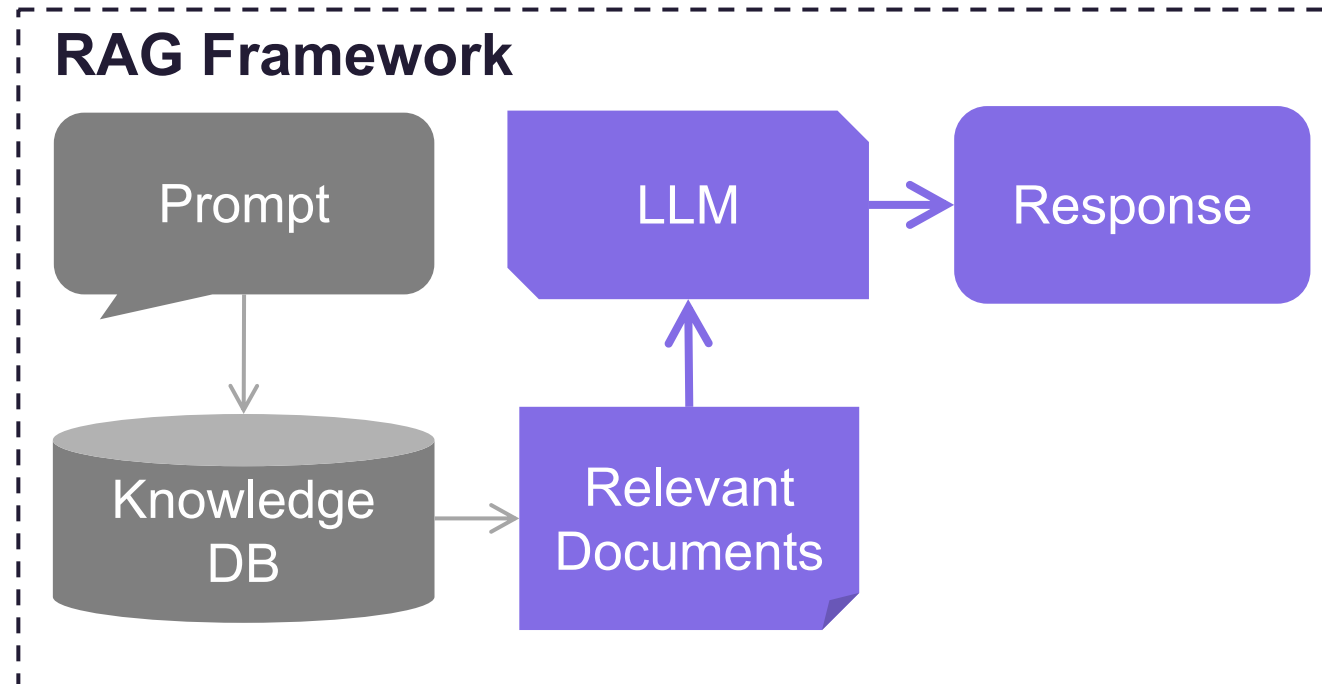 RAG Framework
Prompt
LLM
Response
Knowledge
DB
Relevant
Documents